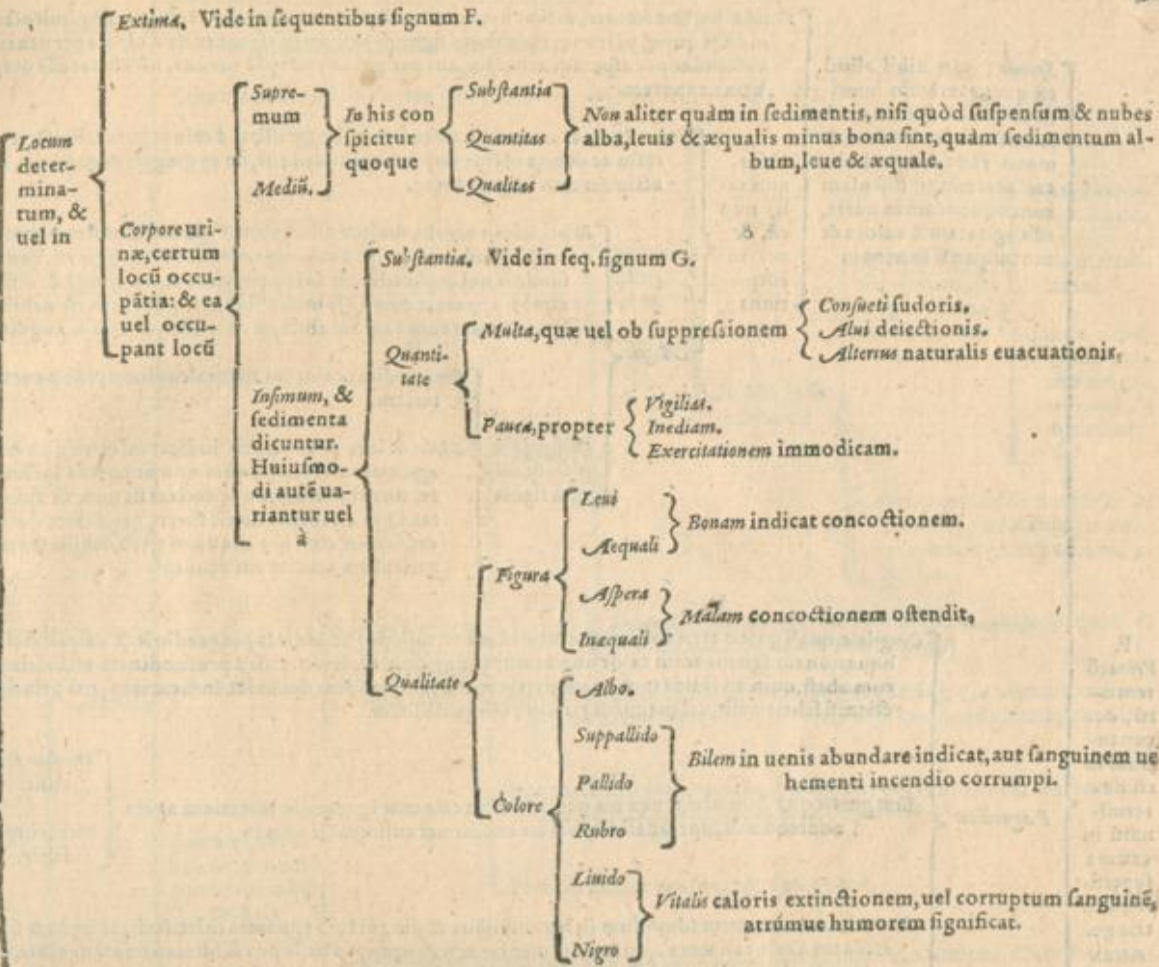 Extima. Vide in sequentibus signum F.
Locum
deter-
mina-
tum, &
uel in
Corpore uri-
næ, certum
locũ occu-
pãtia: & ea
uel occu-
pant locũ
Supre-
mum
Mediũ.
In his con
spicitur
quoque
Substantia
Quantitas
Qualitas
Non aliter quàm in sedimentis, nisi quòd suspensum & nubes
alba, leuis & æqualis minus bona sint, quàm sedimentum al-
bum, leue & æquale.
Infimum, &
sedimenta
dicuntur.
Huiusmo-
di autẽ ua-
riantur uel
à
Substantia. Vide in seq. signum G.
Quanti-
tate
Multa, quæ uel ob suppressionem
Consueti sudoris.
Alui deiectionis.
Alterius naturalis euacuationis,
Pauca, propter
Vigilias.
Inediam.
Exercitationem immodicam.
Qualitate
Figura
Leui
Aequali
Bonam indicat concoctionem.
Aspera
Inæquali
Malam concoctionem ostendit,
Colore
Albo.
Suppallido
Pallido
Rubro
Bilem in uenis abundare indicat, aut sanguinem ue
hementi incendio corrumpi.
Liuido
Nigro
Vitalis caloris extinctionem, uel corruptum sanguinẽ,
atrúmue humorem significat.